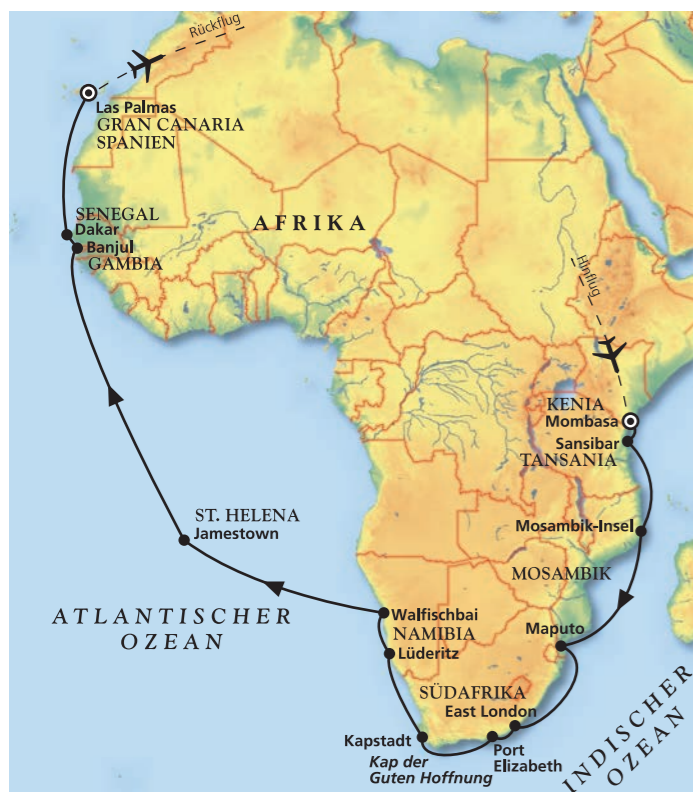 Rückflug
Las Palmas
GRAN CANARIA
SPANIEN
SENEGAL
Dakar
Banjul
GAMBIA
AFRIKA
Hinflug
KENIA
Mombasa
Sansibar
TANSANIA
ST. HELENA
Jamestown
Mosambik-Insel
MOSAMBIK
ATLANTISCHER
OZEAN
Walfischbai
NAMIBIA
Lüderitz
Maputo
SÜDAFRIKA
East London
Kapstadt
Kap der
Guten Hoffnung
Port
Elizabeth
INDISCHER
OZEAN